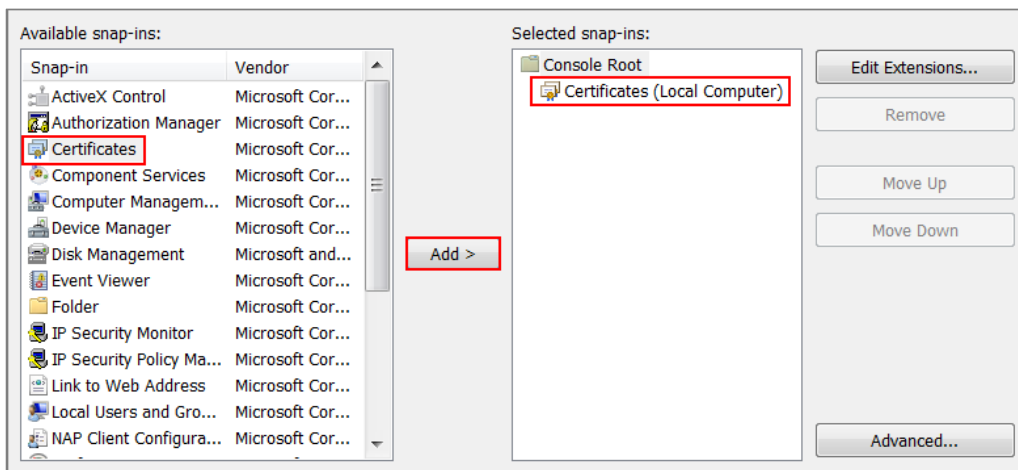 Available snap-ins:
Snap-in Vendor
ActiveX Control Microsoft Cor...
Authorization Manager Microsoft Cor...
Certificates Microsoft Cor...
Component Services Microsoft Cor...
Computer Managem... Microsoft Cor...
Device Manager Microsoft Cor...
Disk Management Microsoft and...
Event Viewer Microsoft Cor...
Folder Microsoft Cor...
IP Security Monitor Microsoft Cor...
IP Security Policy Ma... Microsoft Cor...
Link to Web Address Microsoft Cor...
Local Users and Gro... Microsoft Cor...
NAP Client Configura... Microsoft Cor...
Add >
Selected snap-ins:
Console Root
Certificates (Local Computer)
Edit Extensions...
Remove
Move Up
Move Down
Advanced...